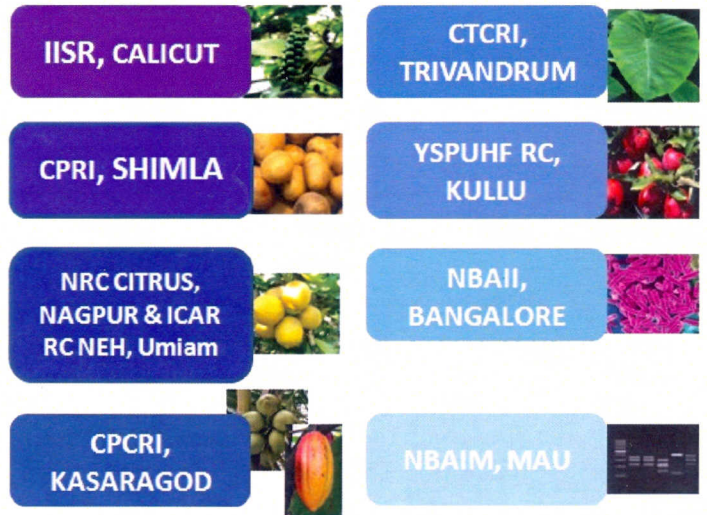 IISR, CALICUT
CTCRI,
TRIVANDRUM
CPRI, SHIMLA
YSPUHF RC,
KULLU
NRC CITRUS,
NAGPUR & ICAR
RC NEH, Umiam
NBAII,
BANGALORE
CPCRI,
KASARAGOD
NBAIM, MAU